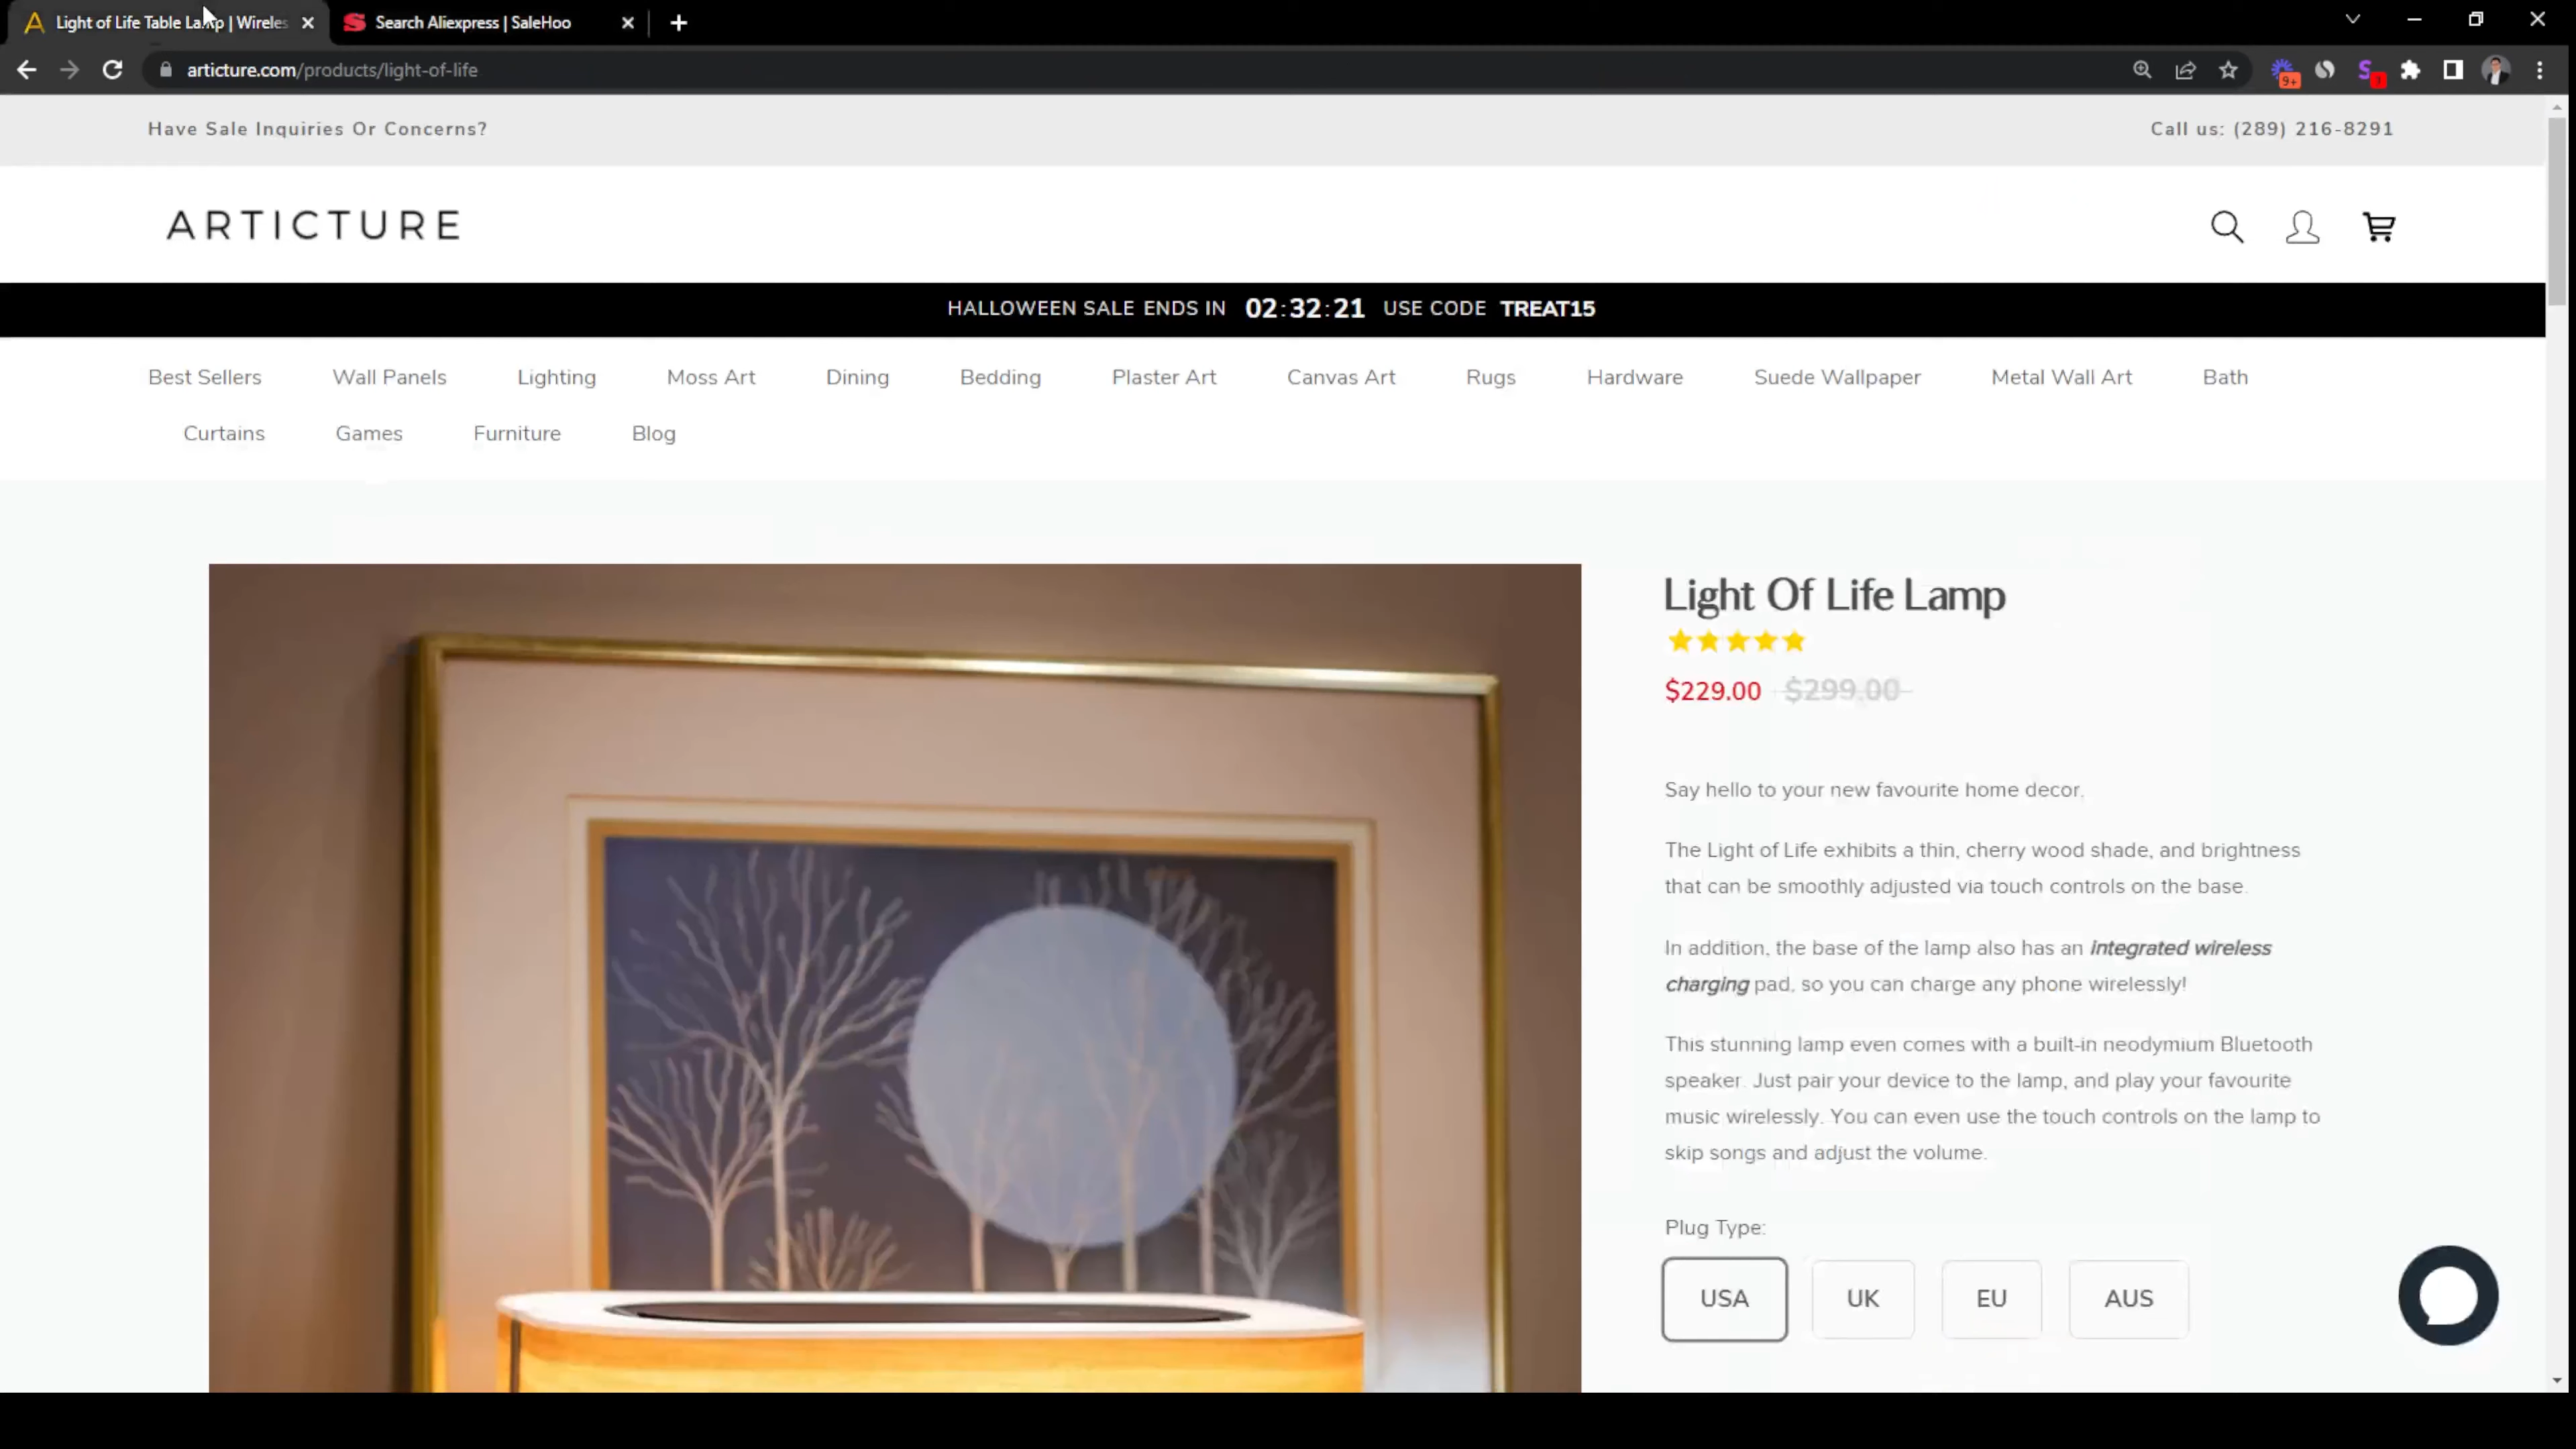 Light of Life Table Lamp | Wireles
Search Aliexpress | SaleHoo
articture.com/products/light-of-life
9+
Have Sale Inquiries Or Concerns?
Call us: (289) 216-8291
ARTICTURE
HALLOWEEN SALE ENDS IN 02:32:21 USE CODE TREAT15
Best Sellers Wall Panels Lighting Moss Art Dining Bedding Plaster Art Canvas Art Rugs Hardware Suede Wallpaper Metal Wall Art Bath
Curtains Games Furniture Blog
Light Of Life Lamp
$229.00 $299.00
Say hello to your new favourite home decor.
The Light of Life exhibits a thin, cherry wood shade, and brightness
that can be smoothly adjusted via touch controls on the base.
In addition, the base of the lamp also has an integrated wireless
charging pad, so you can charge any phone wirelessly!
This stunning lamp even comes with a built-in neodymium Bluetooth
speaker. Just pair your device to the lamp, and play your favourite
music wirelessly. You can even use the touch controls on the lamp to
skip songs and adjust the volume.
Plug Type:
USA UK EU AUS